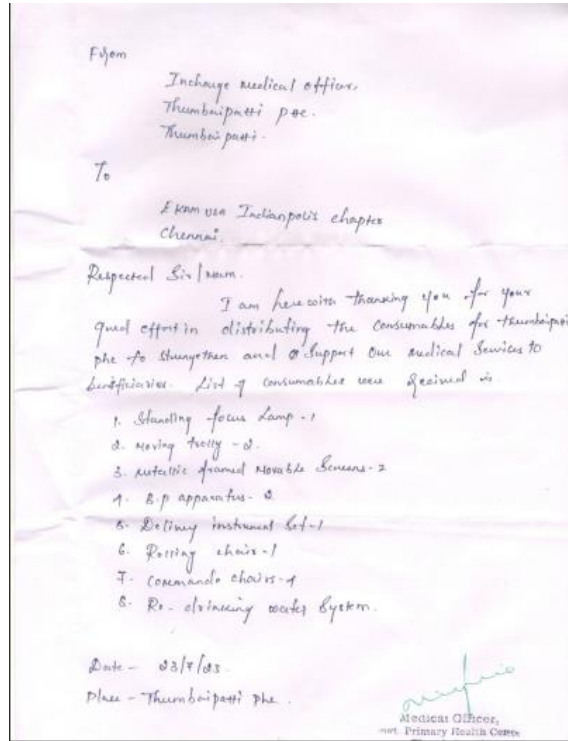 From
Incharge medical officer,
Thumbaipatti phc.
Thumbaipatti.
To
Ekam USA Indianpolis chapter
Chennai.
Respected Sir/Mam.
I am herewith thanking you for your
great effort in distributing the consumables for thumbaipatti
phc to strengthen and support our medical Services to
beneficiaries. List of consumables were received is
1. Standing focus Lamp - 1
2. Moving trolly - 2.
3. Metallic framed Movable Screens - 2
4. B.p apparatus - 2
5. Delivery instrument Set - 1
6. Rolling chair - 1
7. Commando chairs - 4
8. Ro - drinking water System.
Date - 23/7/23
Place - Thumbaipatti phc.
Medical Officer,
Primary Health Centre